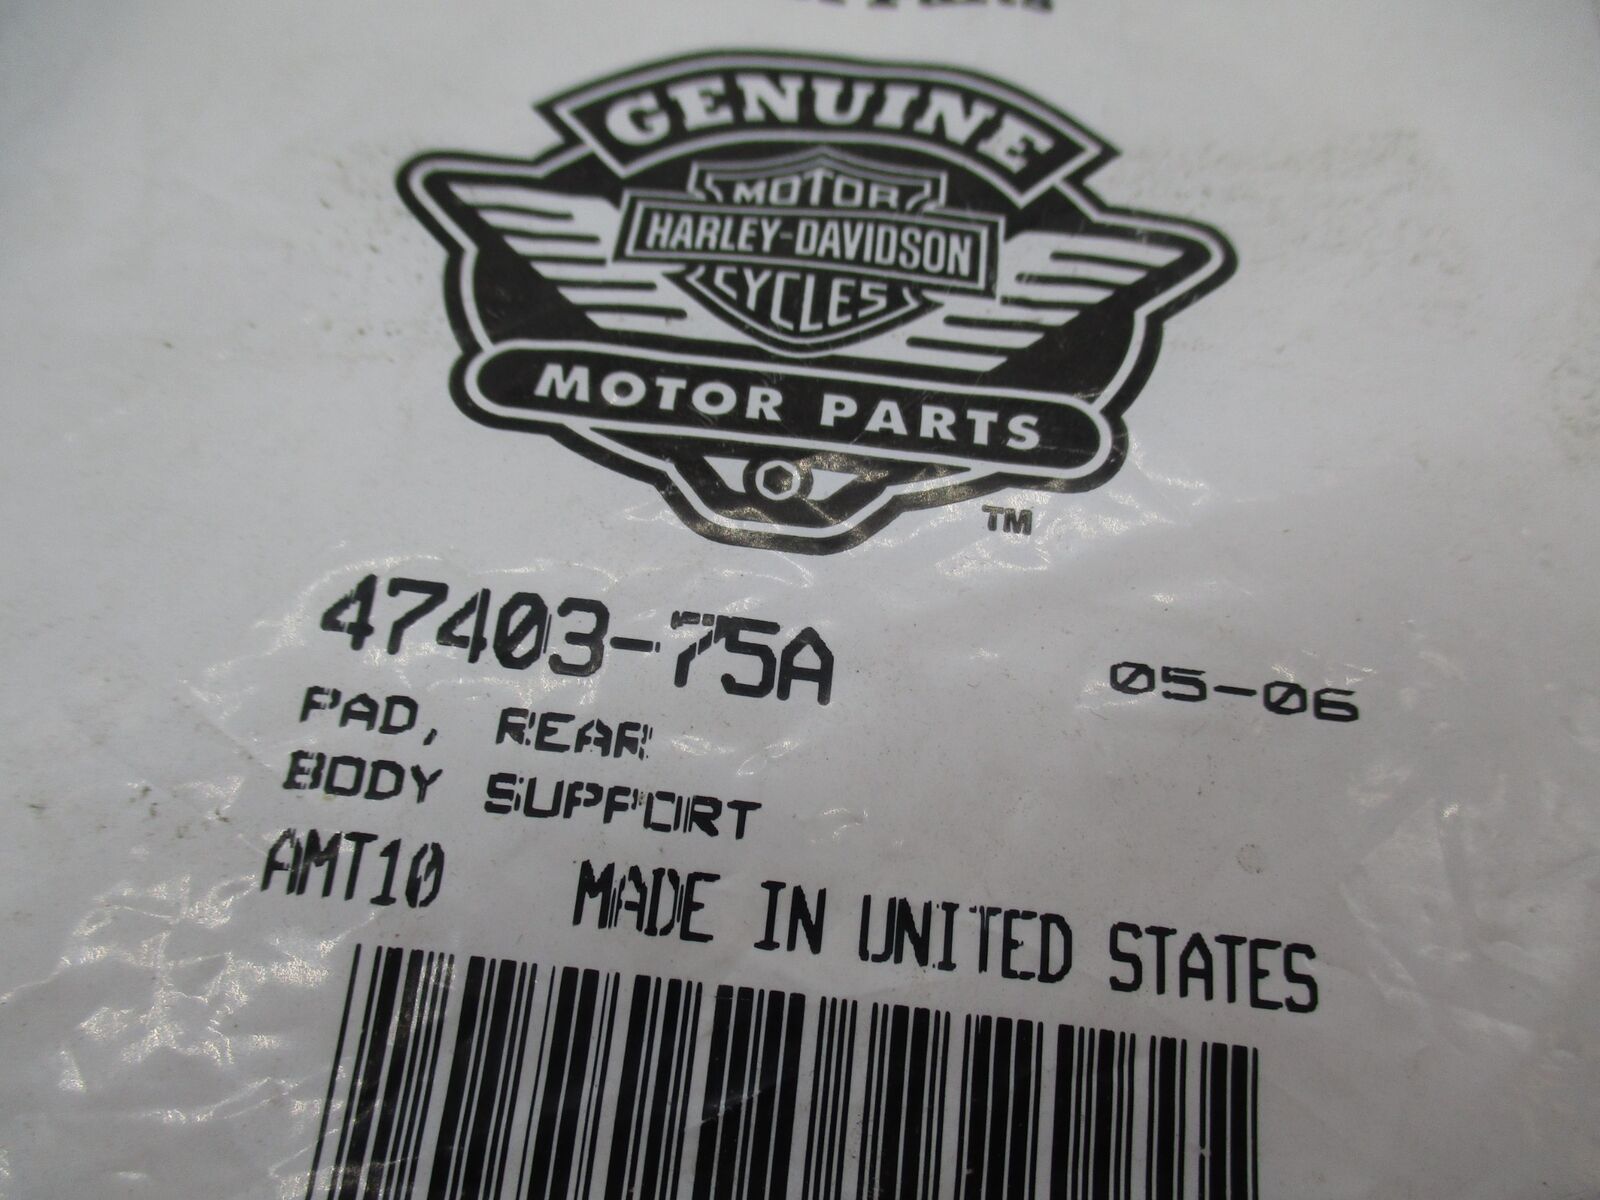 GENUINE
MOTOR
HARLEY-DAVIDSON
CYCLES
MOTOR PARTS
TM
47403-75A 05-06
PAD, REAR
BODY SUPPORT
AMT10 MADE IN UNITED STATES